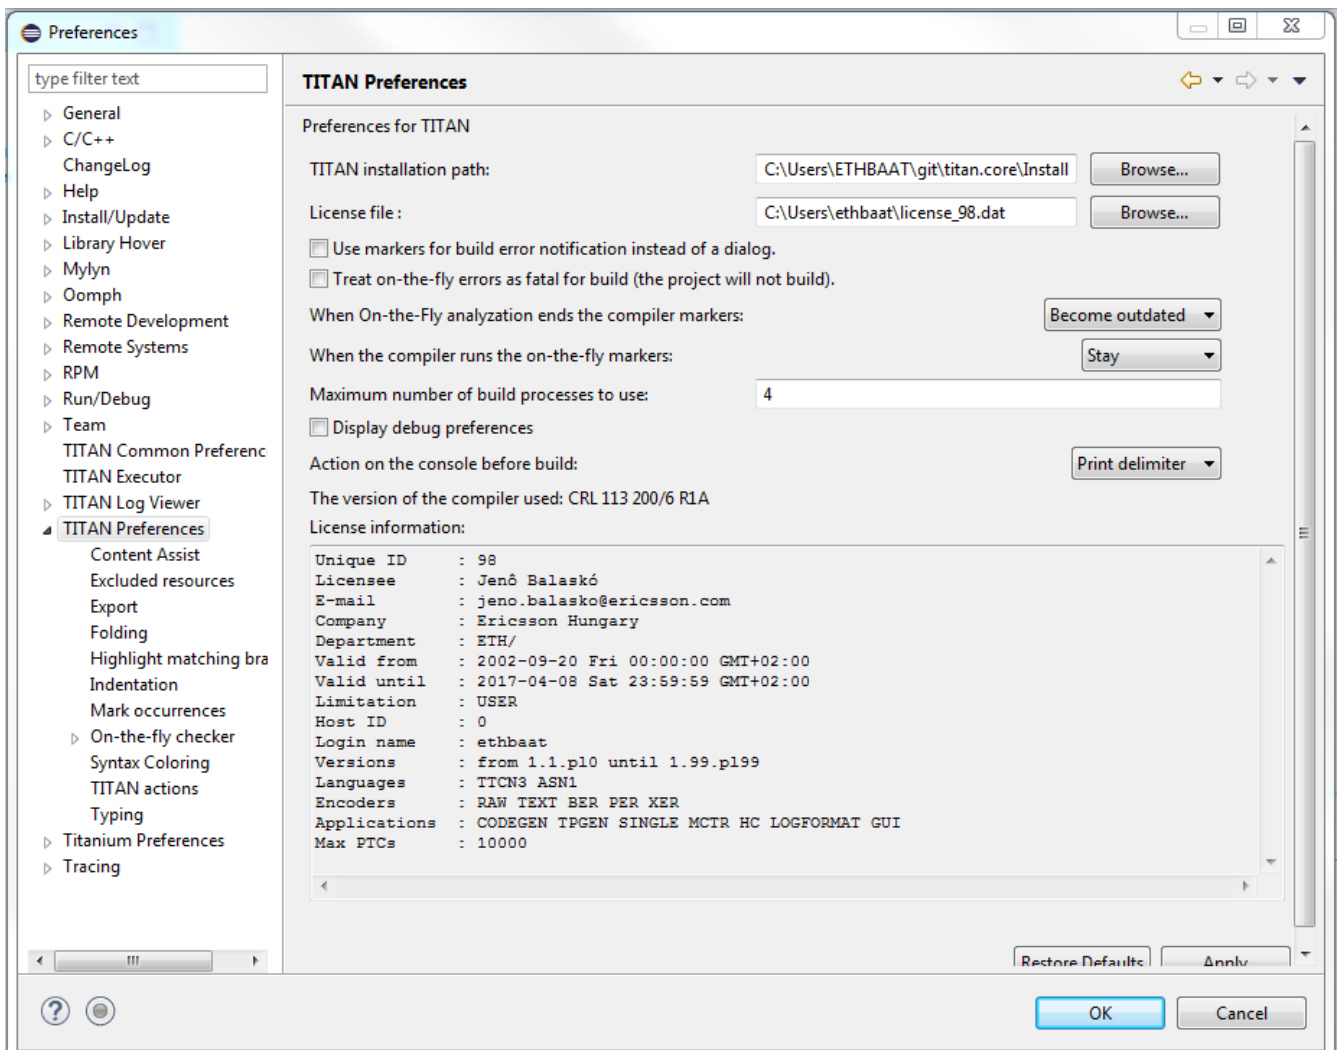 Preferences
type filter text
General
C/C++
ChangeLog
Help
Install/Update
Library Hover
Mylyn
Oomph
Remote Development
Remote Systems
RPM
Run/Debug
Team
TITAN Common Preferenc
TITAN Executor
TITAN Log Viewer
TITAN Preferences
Content Assist
Excluded resources
Export
Folding
Highlight matching bra
Indentation
Mark occurrences
On-the-fly checker
Syntax Coloring
TITAN actions
Typing
Titanium Preferences
Tracing
TITAN Preferences
Preferences for TITAN
TITAN installation path: C:\Users\ETHBAAT\git\titan.core\Install Browse...
License file : C:\Users\ethbaat\license_98.dat Browse...
Use markers for build error notification instead of a dialog.
Treat on-the-fly errors as fatal for build (the project will not build).
When On-the-Fly analyzation ends the compiler markers: Become outdated
When the compiler runs the on-the-fly markers: Stay
Maximum number of build processes to use: 4
Display debug preferences
Action on the console before build: Print delimiter
The version of the compiler used: CRL 113 200/6 R1A
License information:
Unique ID : 98
Licensee : Jenô Balaskó
E-mail : jeno.balasko@ericsson.com
Company : Ericsson Hungary
Department : ETH/
Valid from : 2002-09-20 Fri 00:00:00 GMT+02:00
Valid until : 2017-04-08 Sat 23:59:59 GMT+02:00
Limitation : USER
Host ID : 0
Login name : ethbaat
Versions : from 1.1.pl0 until 1.99.pl99
Languages : TTCN3 ASN1
Encoders : RAW TEXT BER PER XER
Applications : CODEGEN TPGEN SINGLE MCTR HC LOGFORMAT GUI
Max PTCs : 10000
Restore Defaults Apply
OK Cancel